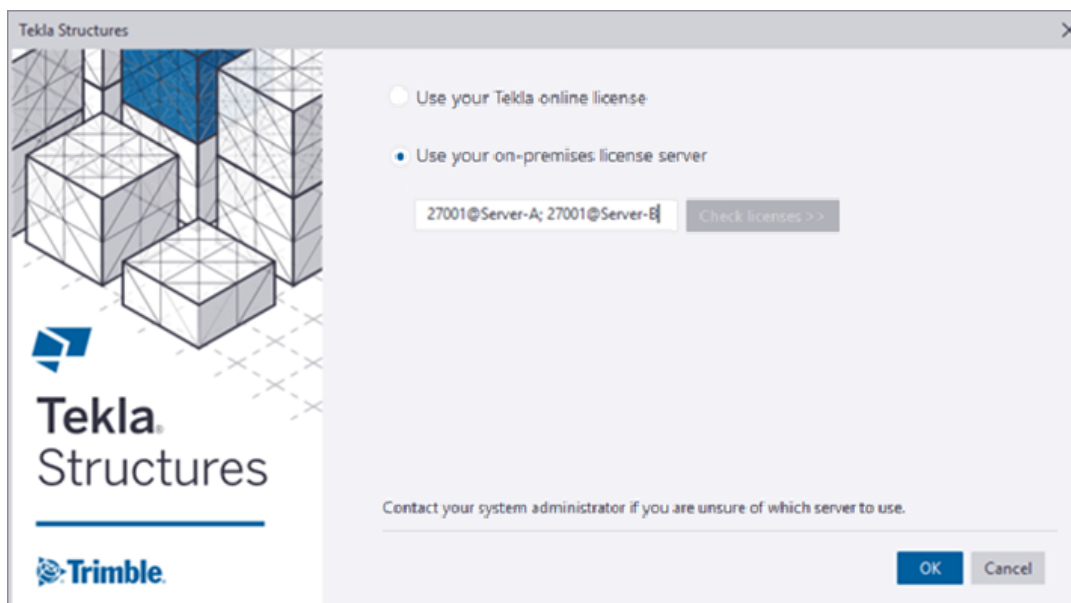 Tekla Structures
Use your Tekla online license
Use your on-premises license server
27001@Server-A; 27001@Server-B
Check licenses >>
Tekla®
Structures
Contact your system administrator if you are unsure of which server to use.
Trimble.
OK
Cancel